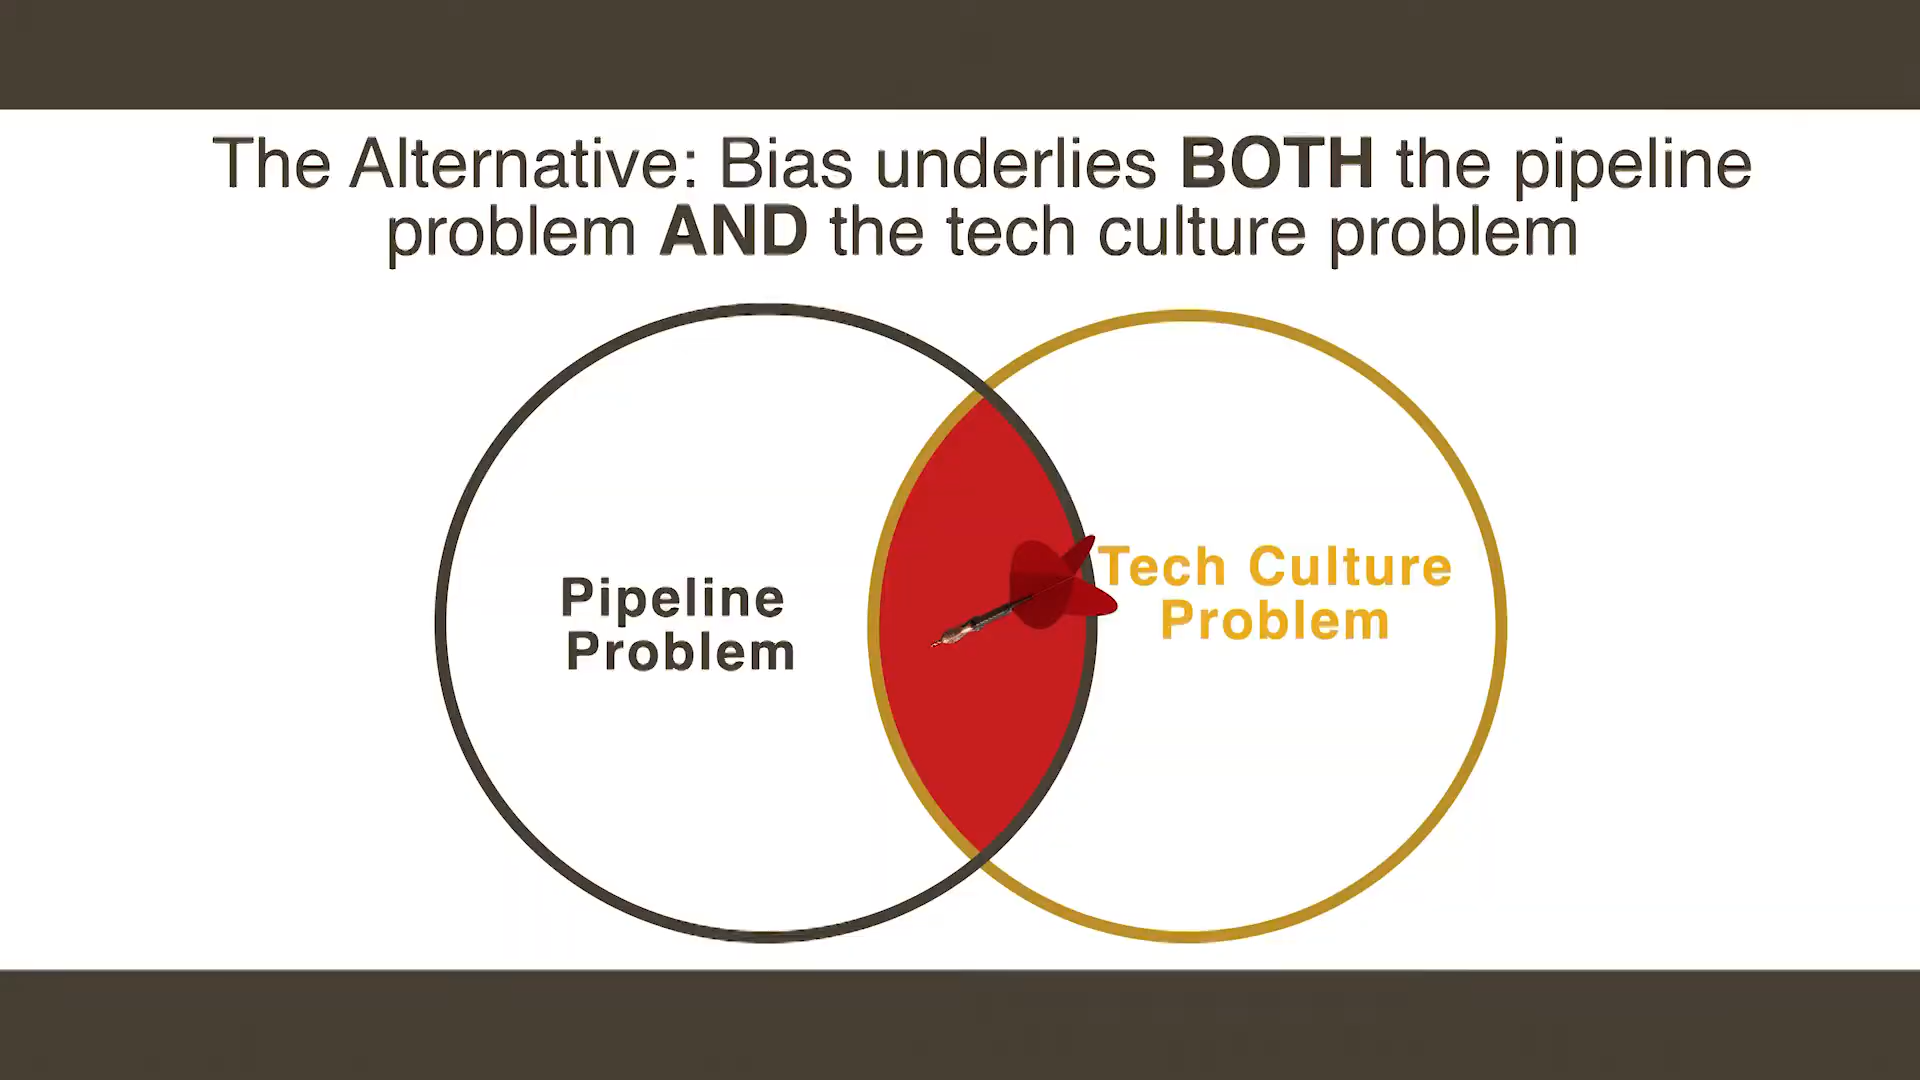 The Alternative: Bias underlies BOTH the pipeline
problem AND the tech culture problem
Pipeline
Problem
Tech Culture
Problem